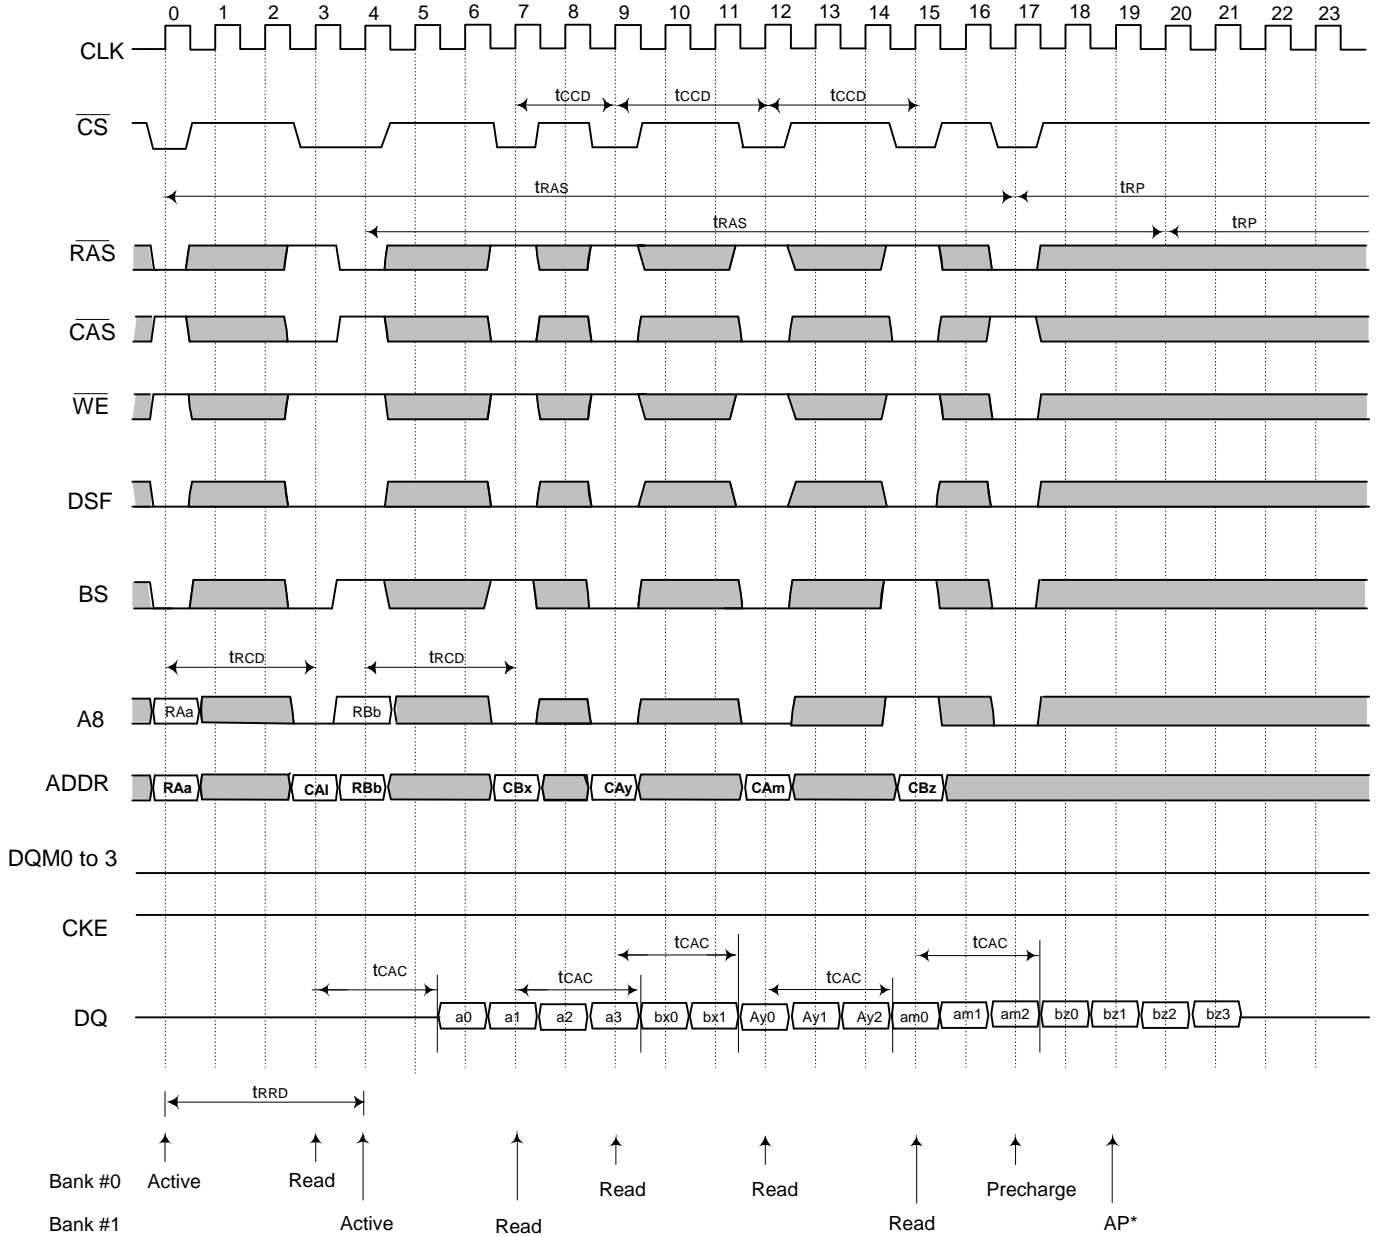 0 1 2 3 4 5 6 7 8 9 10 11 12 13 14 15 16 17 18 19 20 21 22 23
CLK
tCCD tCCD tCCD
CS
tRAS tRP
tRAS tRP
RAS
CAS
WE
DSF
BS
tRCD tRCD
A8 RAa RBb
ADDR RAa CAl RBb CBx CAy CAm CBz
DQM0 to 3
CKE
tCAC tCAC
tCAC tCAC tCAC
DQ a0 a1 a2 a3 bx0 bx1 Ay0 Ay1 Ay2 am0 am1 am2 bz0 bz1 bz2 bz3
tRRD
Bank #0 Active Read Read Read Precharge
Bank #1 Active Read Read AP*